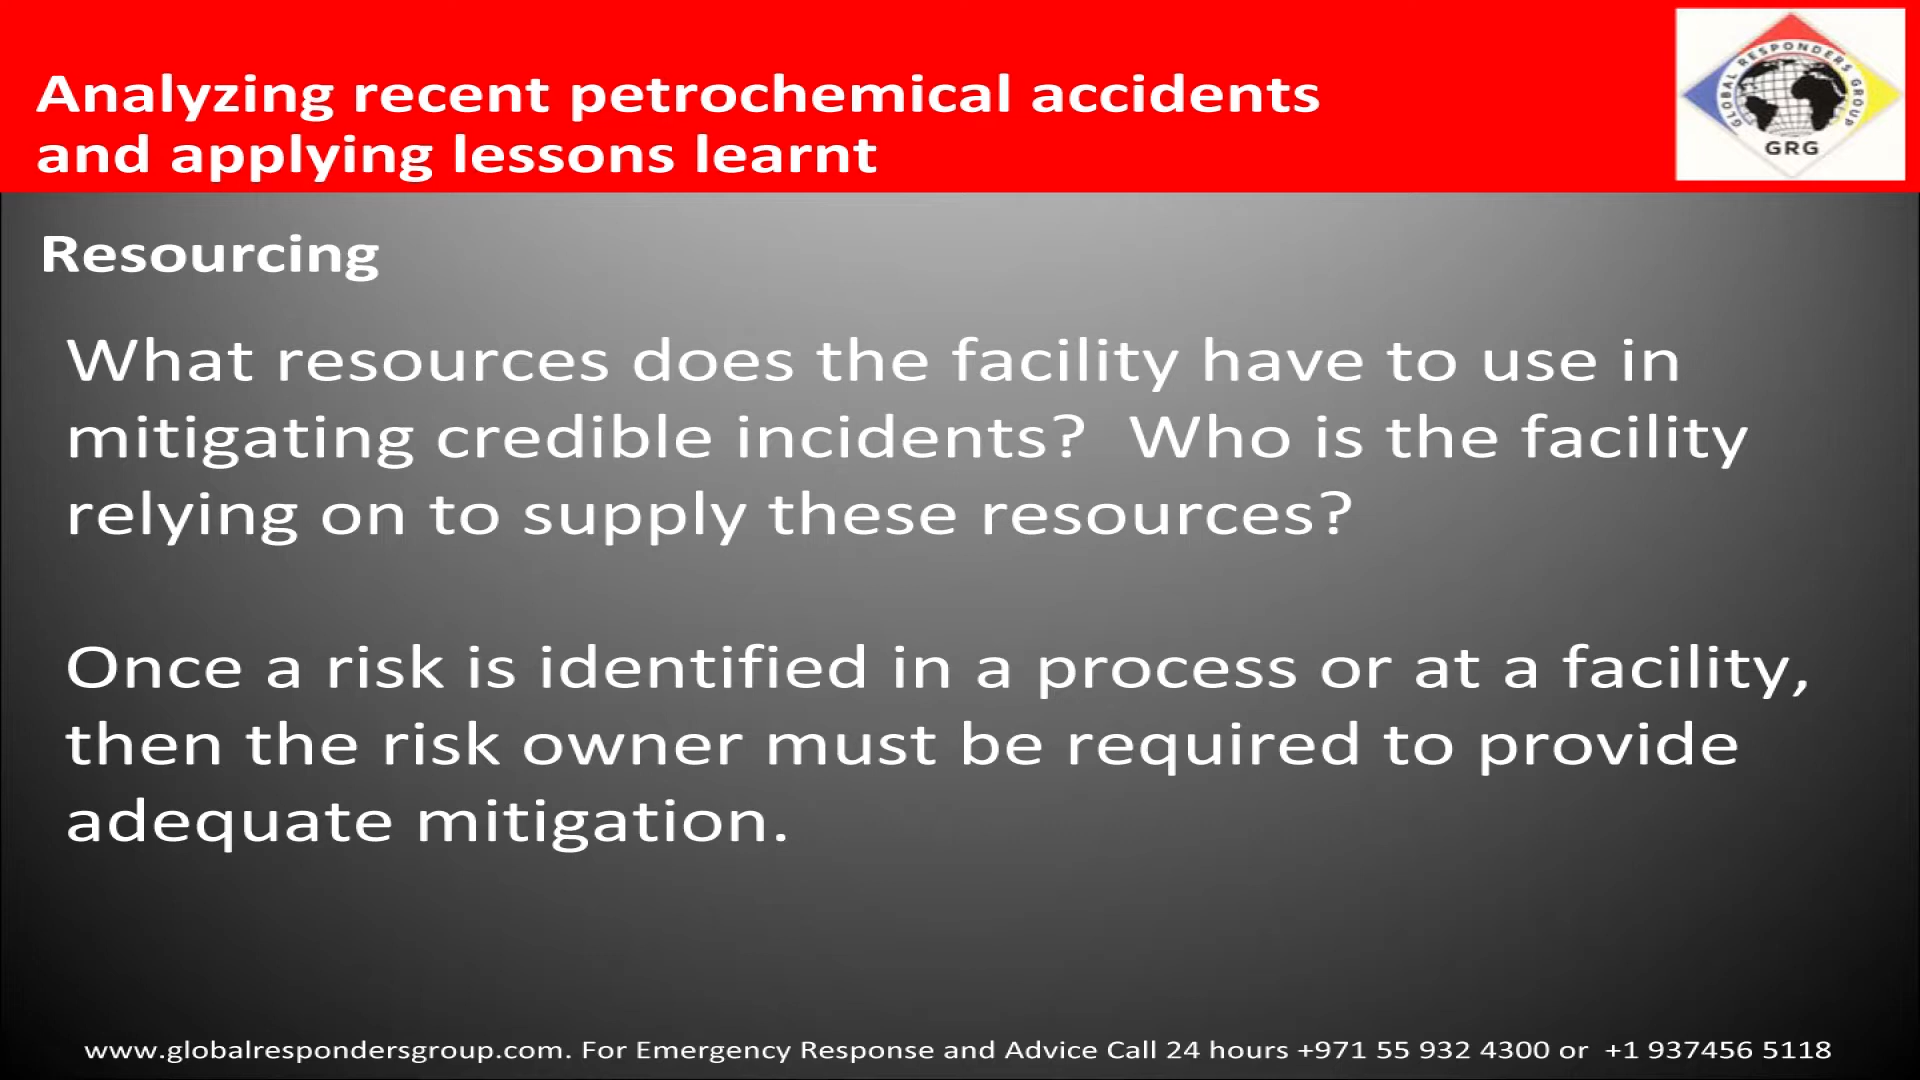 Analyzing recent petrochemical accidents
and applying lessons learnt
GLOBAL RESPONDERS GROUP
GRG
Resourcing
What resources does the facility have to use in
mitigating credible incidents?  Who is the facility
relying on to supply these resources?
Once a risk is identified in a process or at a facility,
then the risk owner must be required to provide
adequate mitigation.
www.globalrespondersgroup.com. For Emergency Response and Advice Call 24 hours +971 55 932 4300 or  +1 937456 5118